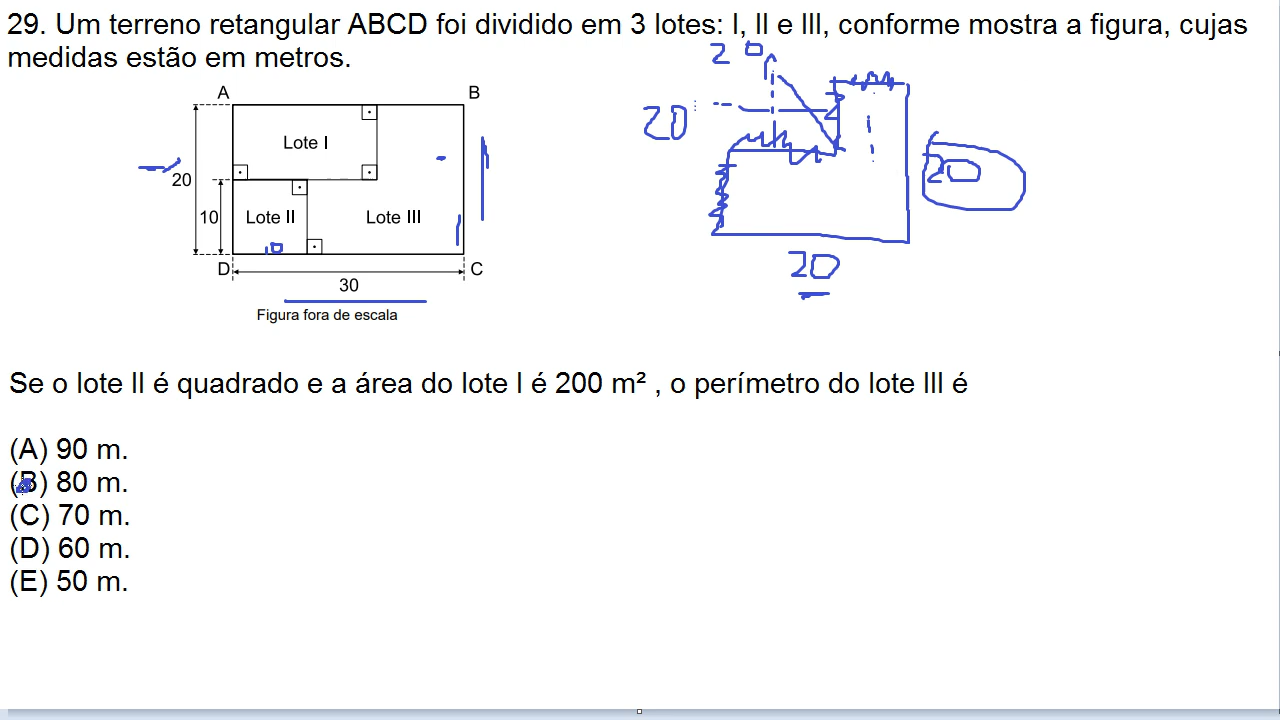 29. Um terreno retangular ABCD foi dividido em 3 lotes: I, II e III, conforme mostra a figura, cujas
medidas estão em metros.
A
B
Lote I
20
10
Lote II
Lote III
10
D
C
30
Figura fora de escala
20
20
20
20
Se o lote II é quadrado e a área do lote I é 200 m² , o perímetro do lote III é
(A) 90 m.
(B) 80 m.
(C) 70 m.
(D) 60 m.
(E) 50 m.